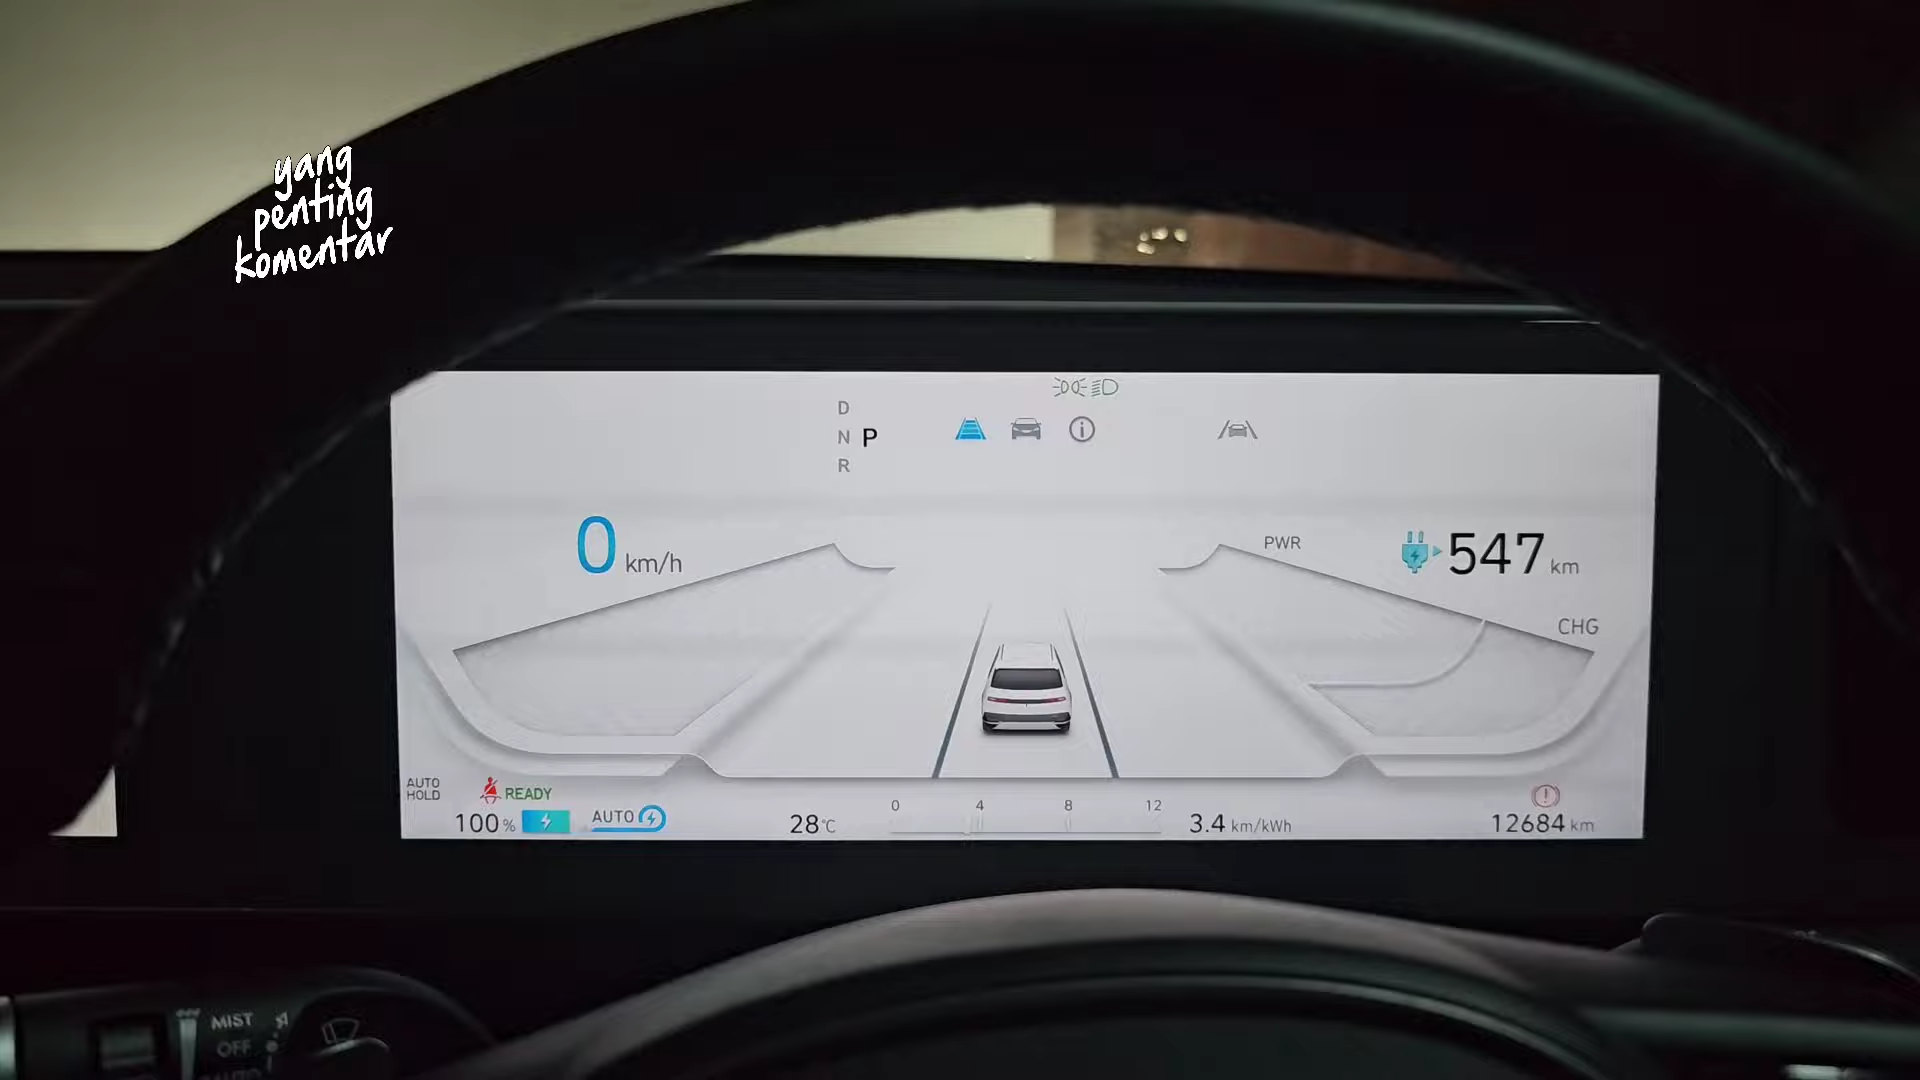 yang
penting
komentar
D
N P
R
0 km/h
PWR
547 km
CHG
AUTO
HOLD
READY
100 %
AUTO
28°C
0 4 8 12
3.4 km/kWh
12684 km
MIST
OFF
AUTO